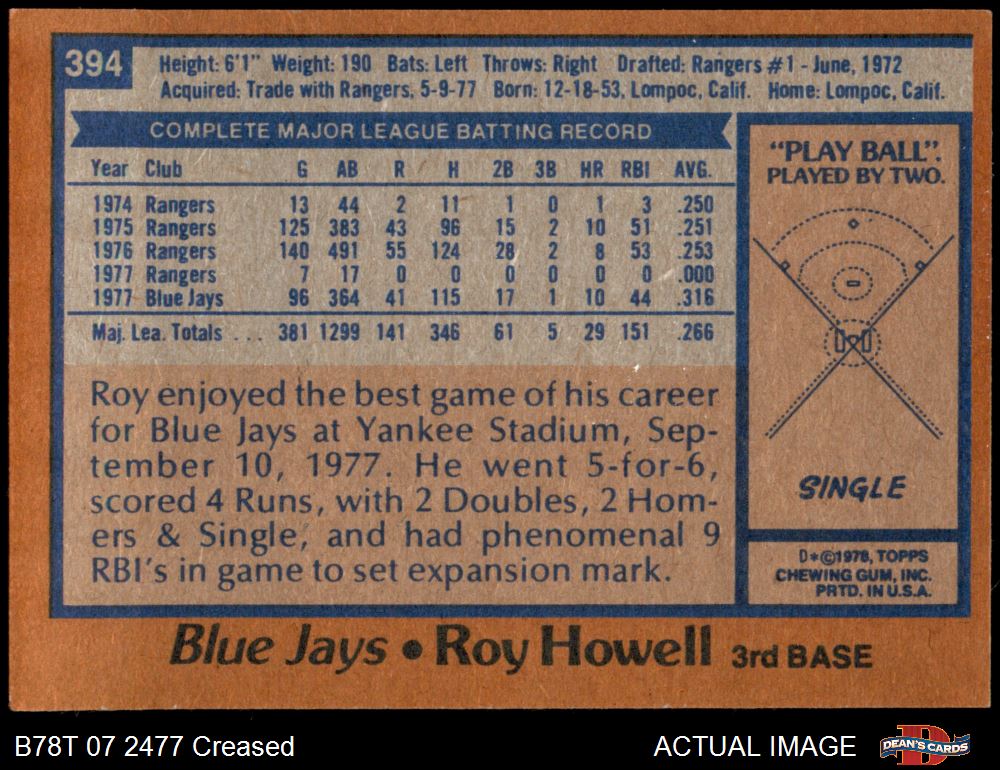 394
Height: 6'1" Weight: 190 Bats: Left Throws: Right Drafted: Rangers #1 - June, 1972
Acquired: Trade with Rangers, 5-9-77 Born: 12-18-53, Lompoc, Calif. Home: Lompoc, Calif.
COMPLETE MAJOR LEAGUE BATTING RECORD
Year Club G AB R H 2B 3B HR RBI AVG.
1974 Rangers 13 44 2 11 1 0 1 3 .250
1975 Rangers 125 383 43 96 15 2 10 51 .251
1976 Rangers 140 491 55 124 28 2 8 53 .253
1977 Rangers 7 17 0 0 0 0 0 0 .000
1977 Blue Jays 96 364 41 115 17 1 10 44 .316
Maj. Lea. Totals ... 381 1299 141 346 61 5 29 151 .266
Roy enjoyed the best game of his career
for Blue Jays at Yankee Stadium, Sep-
tember 10, 1977. He went 5-for-6,
scored 4 Runs, with 2 Doubles, 2 Hom-
ers & Single, and had phenomenal 9
RBI's in game to set expansion mark.
"PLAY BALL".
PLAYED BY TWO.
SINGLE
D*©1978, TOPPS
CHEWING GUM, INC.
PRTD. IN U.S.A.
Blue Jays • Roy Howell 3rd BASE
B78T 07 2477 Creased
ACTUAL IMAGE
D
DEAN'S CARDS